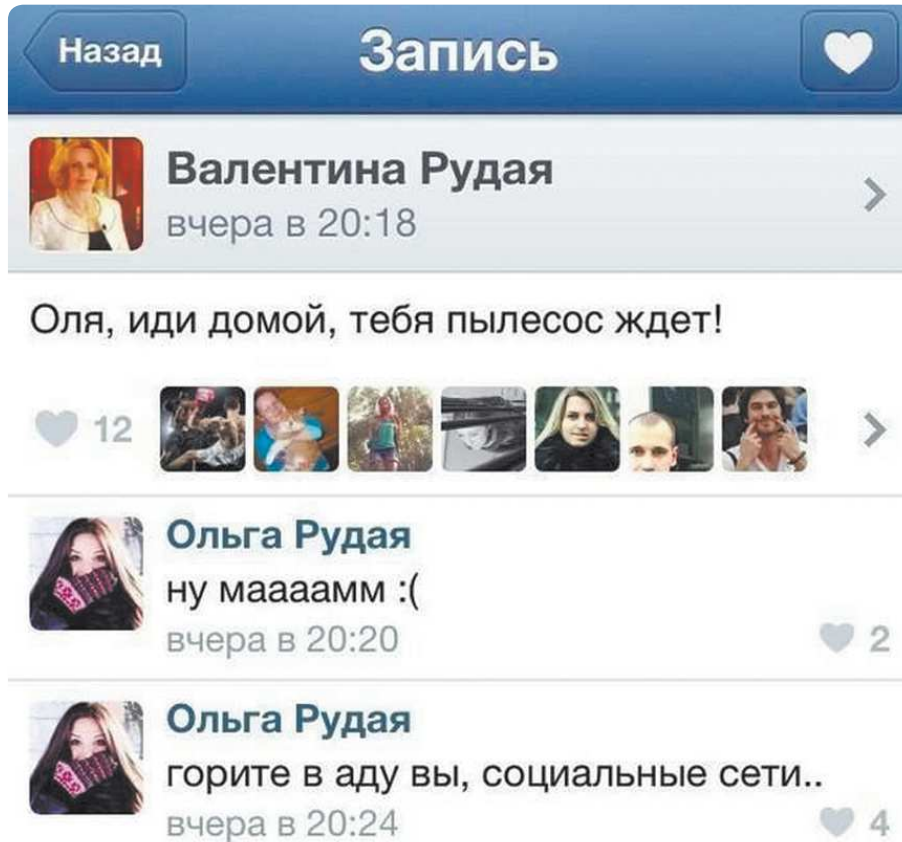 Назад
Запись
Валентина Рудая
вчера в 20:18
Оля, иди домой, тебя пылесос ждет!
12
Ольга Рудая
ну маааамм :(
вчера в 20:20
2
Ольга Рудая
горите в аду вы, социальные сети..
вчера в 20:24
4